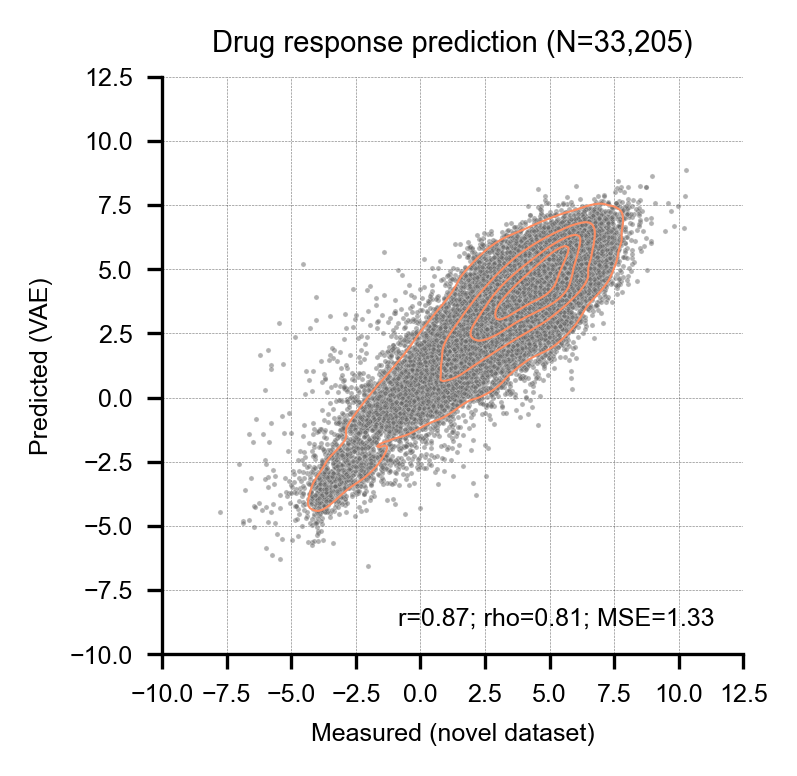 Drug response prediction (N=33,205)
12.5
10.0
7.5
5.0
2.5
0.0
−2.5
−5.0
−7.5
−10.0
Predicted (VAE)
r=0.87; rho=0.81; MSE=1.33
−10.0 −7.5 −5.0 −2.5 0.0 2.5 5.0 7.5 10.0 12.5
Measured (novel dataset)